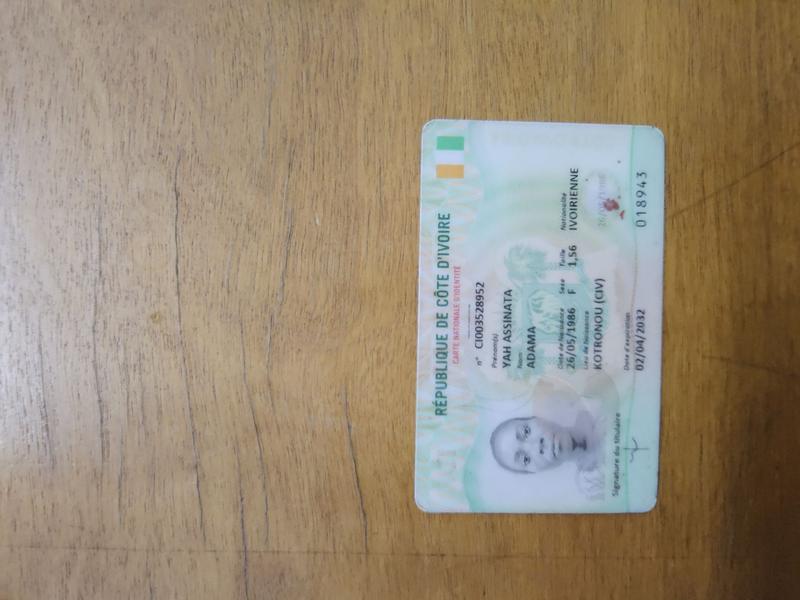 RÉPUBLIQUE DE CÔTE D'IVOIRE
CARTE NATIONALE D'IDENTITÉ
n° CI003528952
Prénom(s)
YAH ASSINATA
Nom
ADAMA
Date de Naissance Sexe Taille Nationalité
26/05/1986 F 1,56 IVOIRIENNE
Lieu de Naissance
KOTRONOU (CIV)
Signature du titulaire
Date d'expiration
02/04/2032
018943